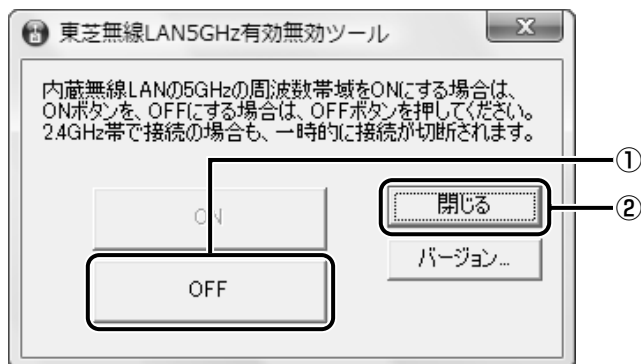 東芝無線LAN5GHz有効無効ツール
内蔵無線LANの5GHzの周波数帯域をONにする場合は、
ONボタンを、OFFにする場合は、OFFボタンを押してください。
2.4GHz帯で接続の場合も、一時的に接続が切断されます。
①
ON
閉じる
②
バージョン...
OFF